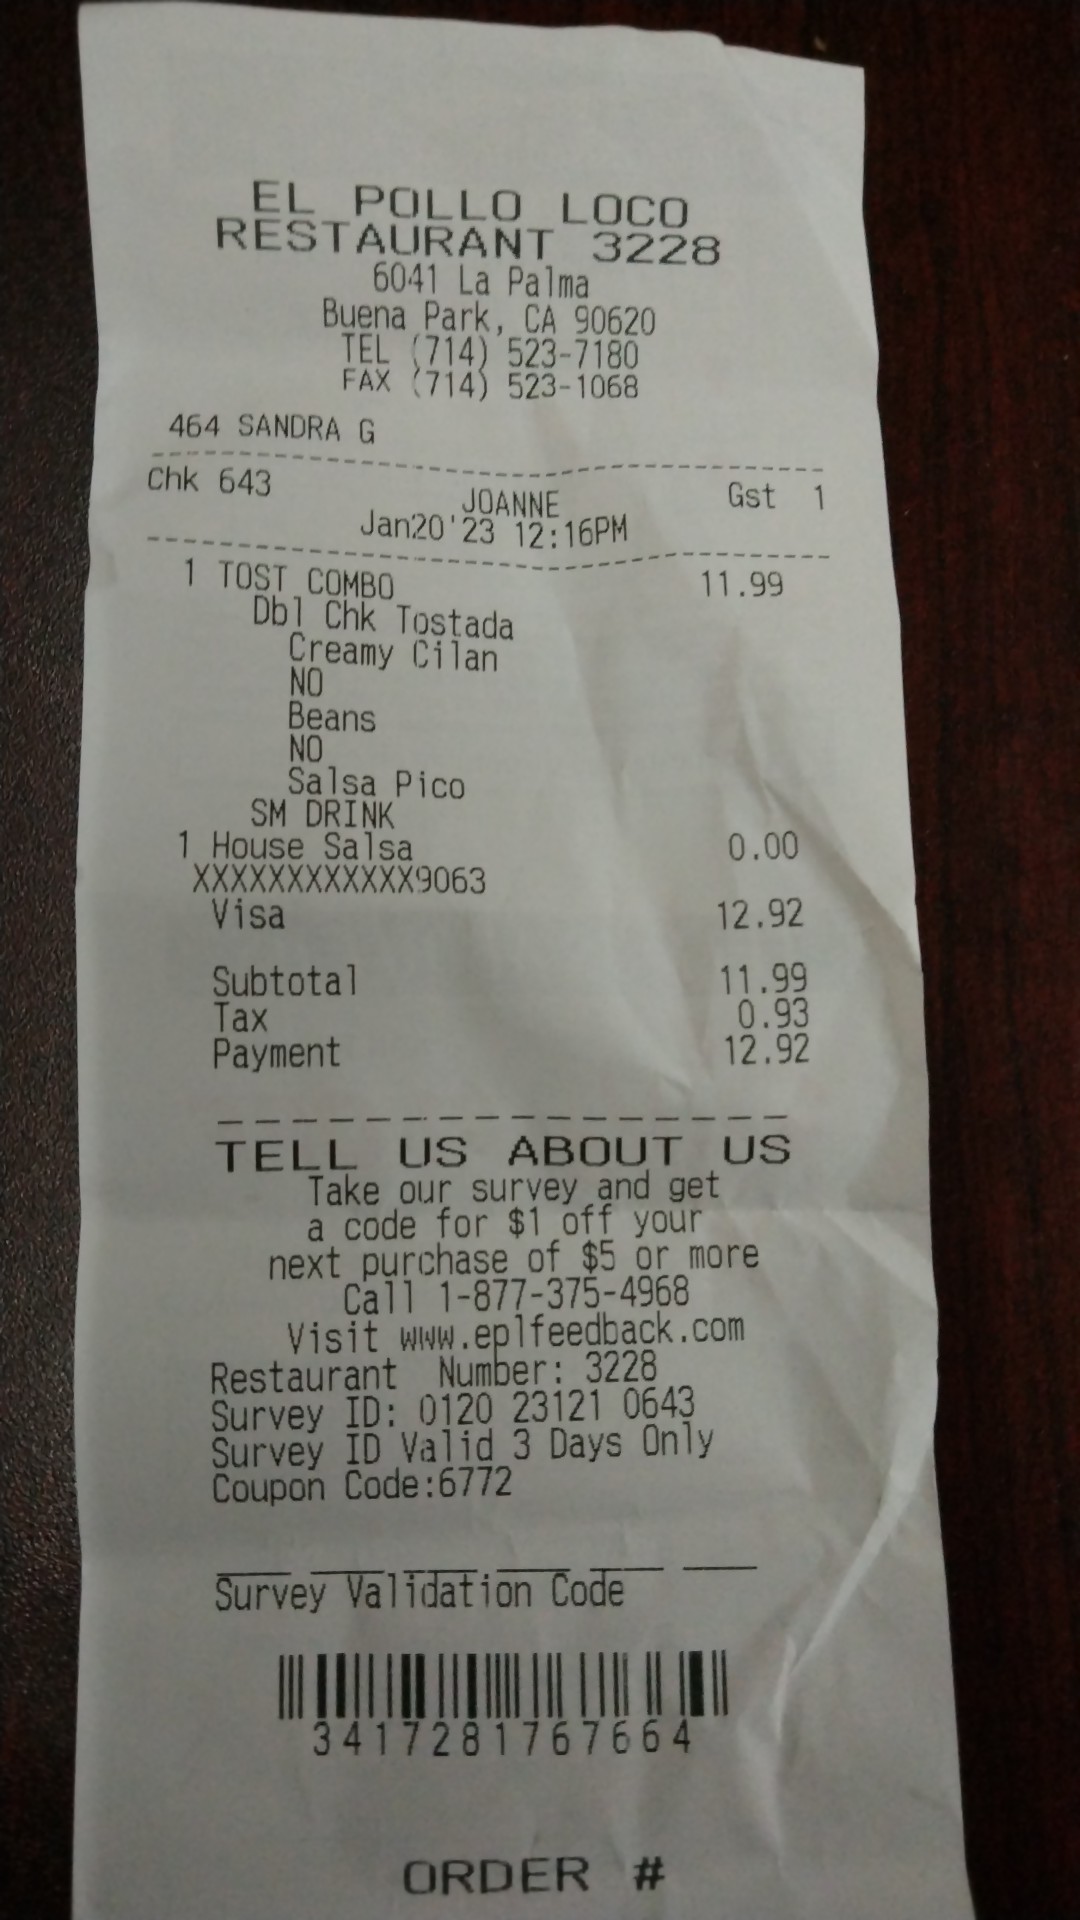 EL POLLO LOCO
RESTAURANT 3228
6041 La Palma
Buena Park, CA 90620
TEL (714) 523-7180
FAX (714) 523-1068
464 SANDRA G
Chk 643 JOANNE Gst 1
Jan20'23 12:16PM
1 TOST COMBO 11.99
Dbl Chk Tostada
Creamy Cilan
NO
Beans
NO
Salsa Pico
SM DRINK
1 House Salsa 0.00
XXXXXXXXXXXX9063
Visa 12.92
Subtotal 11.99
Tax 0.93
Payment 12.92
TELL US ABOUT US
Take our survey and get
a code for $1 off your
next purchase of $5 or more
Call 1-877-375-4968
Visit www.eplfeedback.com
Restaurant Number: 3228
Survey ID: 0120 23121 0643
Survey ID Valid 3 Days Only
Coupon Code:6772
Survey Validation Code
3417281767664
ORDER #